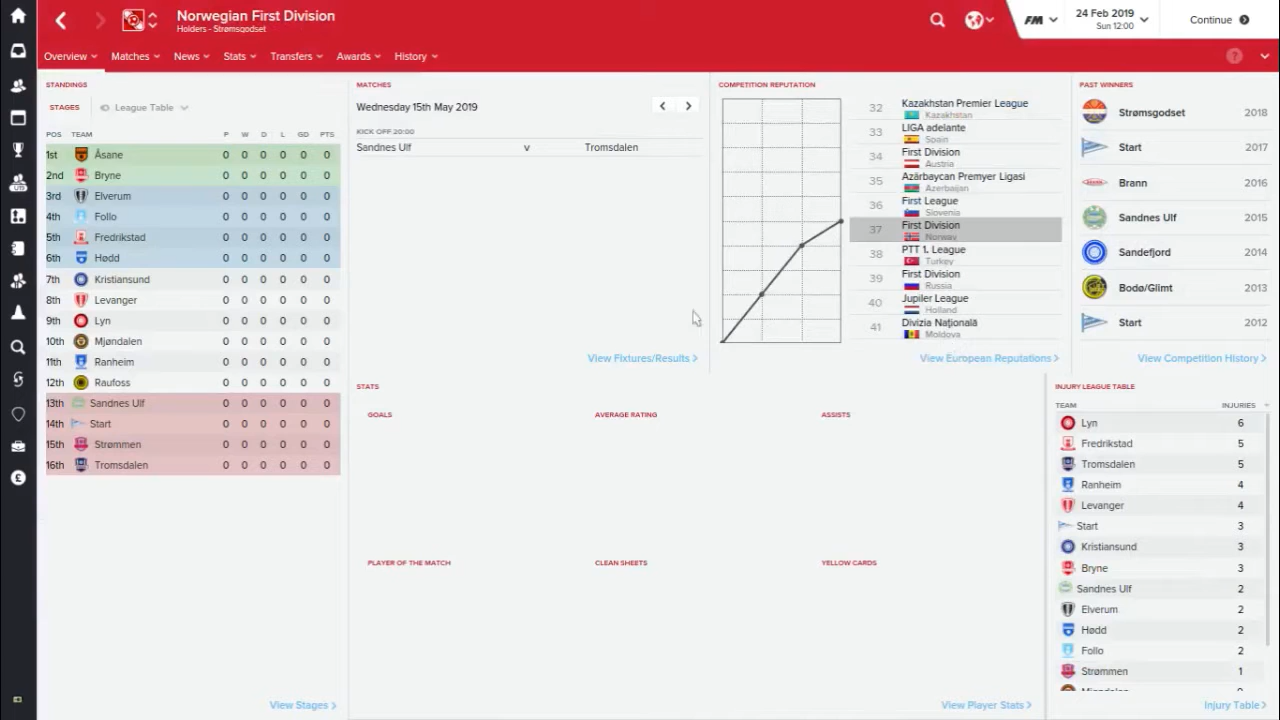 Norwegian First Division
Holders - Strømsgodset
FM
24 Feb 2019
Sun 12:00
Continue
Overview
Matches
News
Stats
Transfers
Awards
History
?
STANDINGS
STAGES League Table
POS TEAM P W D L GD PTS
1st Åsane 0 0 0 0 0 0
2nd Bryne 0 0 0 0 0 0
3rd Elverum 0 0 0 0 0 0
4th Follo 0 0 0 0 0 0
5th Fredrikstad 0 0 0 0 0 0
6th Hødd 0 0 0 0 0 0
7th Kristiansund 0 0 0 0 0 0
8th Levanger 0 0 0 0 0 0
9th Lyn 0 0 0 0 0 0
10th Mjøndalen 0 0 0 0 0 0
11th Ranheim 0 0 0 0 0 0
12th Raufoss 0 0 0 0 0 0
13th Sandnes Ulf 0 0 0 0 0 0
14th Start 0 0 0 0 0 0
15th Strømmen 0 0 0 0 0 0
16th Tromsdalen 0 0 0 0 0 0
View Stages >
MATCHES
Wednesday 15th May 2019
KICK OFF 20:00
Sandnes Ulf v Tromsdalen
View Fixtures/Results >
COMPETITION REPUTATION
32 Kazakhstan Premier League
Kazakhstan
33 LIGA adelante
Spain
34 First Division
Austria
35 Azärbaycan Premyer Ligasi
Azerbaijan
36 First League
Slovenia
37 First Division
Norway
38 PTT 1. League
Turkey
39 First Division
Russia
40 Jupiler League
Holland
41 Divizia Naţională
Moldova
View European Reputations >
PAST WINNERS
Strømsgodset 2018
Start 2017
Brann 2016
Sandnes Ulf 2015
Sandefjord 2014
Bodø/Glimt 2013
Start 2012
View Competition History >
STATS
GOALS
AVERAGE RATING
ASSISTS
PLAYER OF THE MATCH
CLEAN SHEETS
YELLOW CARDS
View Player Stats >
INJURY LEAGUE TABLE
TEAM INJURIES
Lyn 6
Fredrikstad 5
Tromsdalen 5
Ranheim 4
Levanger 4
Start 3
Kristiansund 3
Bryne 3
Sandnes Ulf 2
Elverum 2
Hødd 2
Follo 2
Strømmen 1
Injury Table >